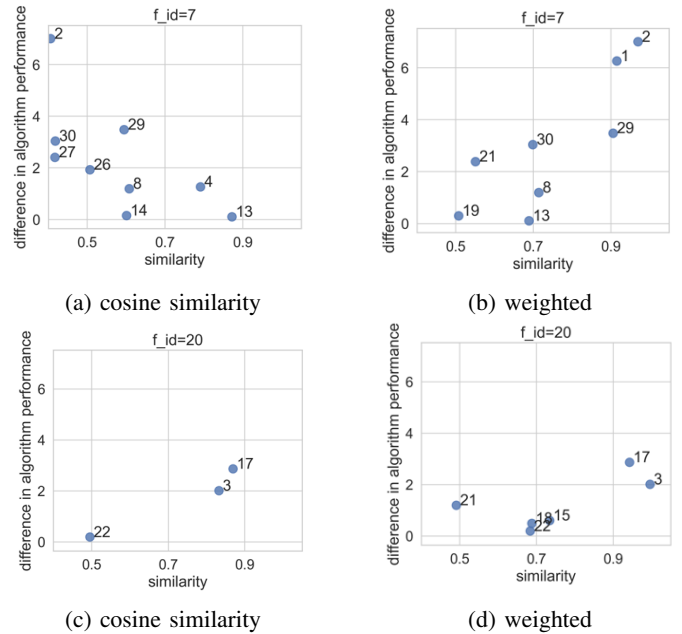 f_id=7
difference in algorithm performance
6
4
2
0
2
29
30
27
26
8
4
14
13
0.5 0.7 0.9
similarity
(a) cosine similarity
f_id=7
difference in algorithm performance
6
4
2
0
2
1
29
30
21
8
19
13
0.5 0.7 0.9
similarity
(b) weighted
f_id=20
difference in algorithm performance
6
4
2
0
17
3
22
0.5 0.7 0.9
similarity
(c) cosine similarity
f_id=20
difference in algorithm performance
6
4
2
0
17
3
21
15
22
0.5 0.7 0.9
similarity
(d) weighted